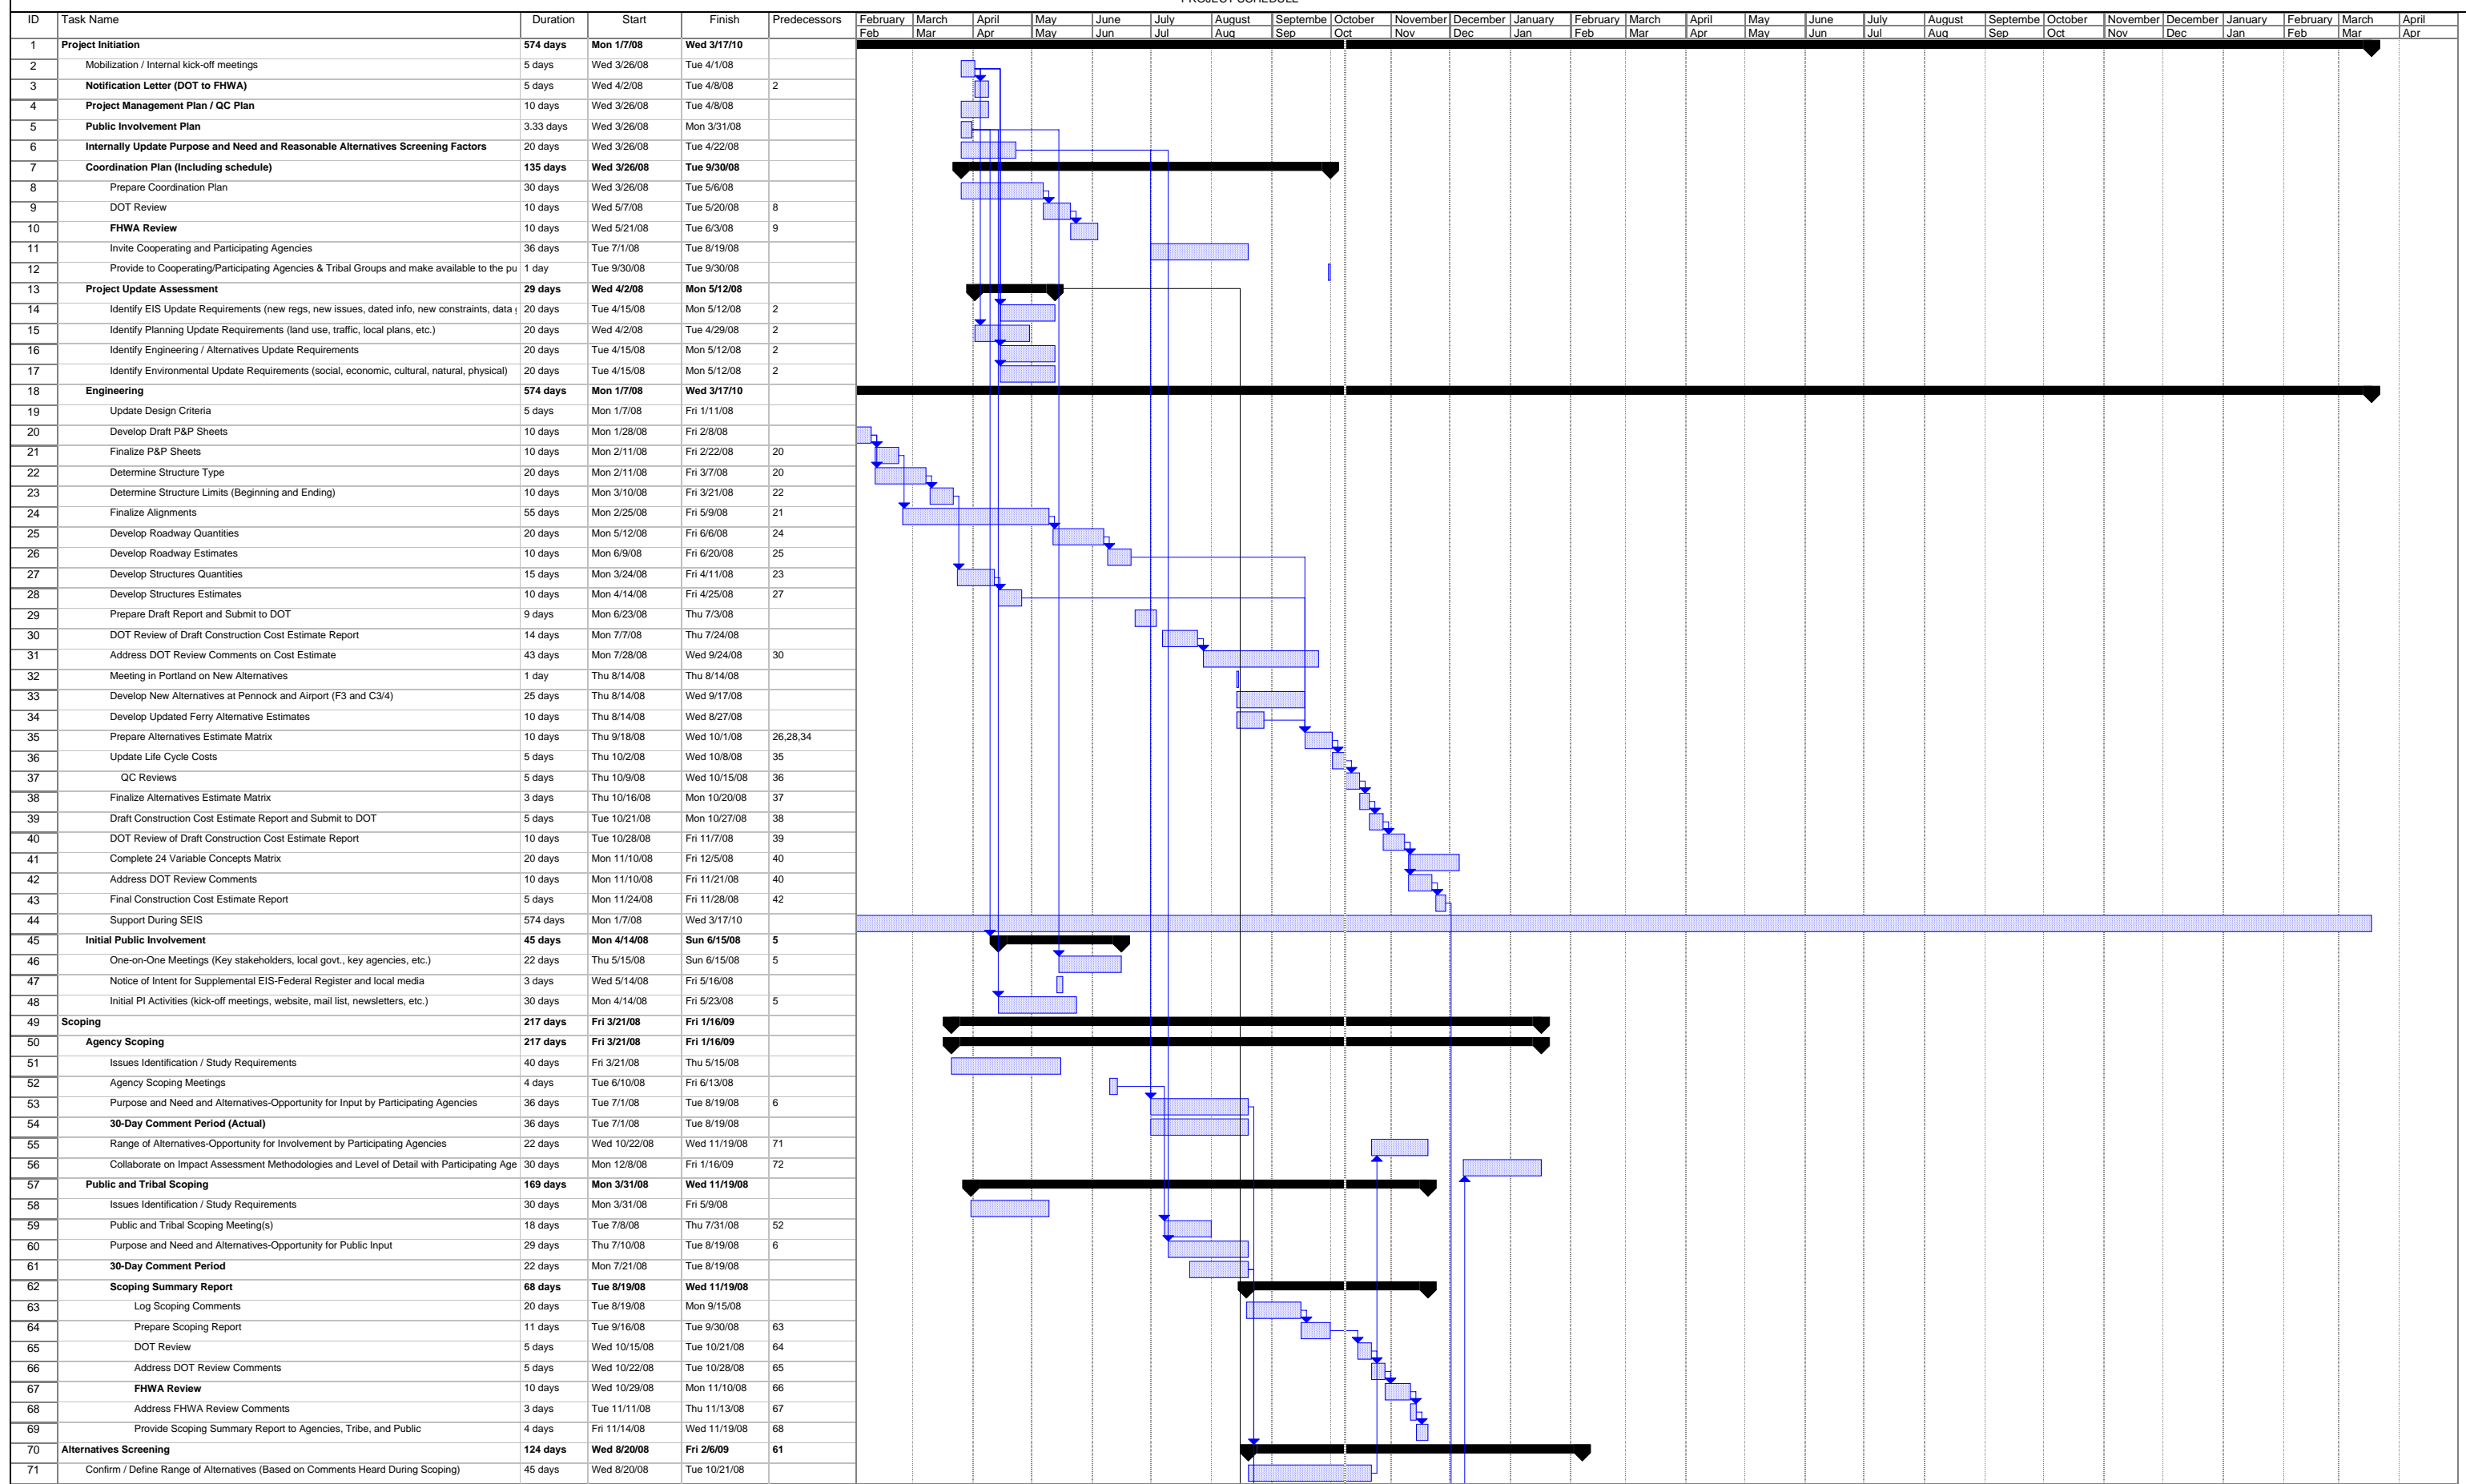 PROJECT SCHEDULE
ID Task Name Duration Start Finish Predecessors February March April May June July August Septembe October November December January February March April May June July August Septembe October November December January February March April
Feb Mar Apr May Jun Jul Aug Sep Oct Nov Dec Jan Feb Mar Apr May Jun Jul Aug Sep Oct Nov Dec Jan Feb Mar Apr
1 Project Initiation 574 days Mon 1/7/08 Wed 3/17/10
2 Mobilization / Internal kick-off meetings 5 days Wed 3/26/08 Tue 4/1/08
3 Notification Letter (DOT to FHWA) 5 days Wed 4/2/08 Tue 4/8/08 2
4 Project Management Plan / QC Plan 10 days Wed 3/26/08 Tue 4/8/08
5 Public Involvement Plan 3.33 days Wed 3/26/08 Mon 3/31/08
6 Internally Update Purpose and Need and Reasonable Alternatives Screening Factors 20 days Wed 3/26/08 Tue 4/22/08
7 Coordination Plan (Including schedule) 135 days Wed 3/26/08 Tue 9/30/08
8 Prepare Coordination Plan 30 days Wed 3/26/08 Tue 5/6/08
9 DOT Review 10 days Wed 5/7/08 Tue 5/20/08 8
10 FHWA Review 10 days Wed 5/21/08 Tue 6/3/08 9
11 Invite Cooperating and Participating Agencies 36 days Tue 7/1/08 Tue 8/19/08
12 Provide to Cooperating/Participating Agencies & Tribal Groups and make available to the pu 1 day Tue 9/30/08 Tue 9/30/08
13 Project Update Assessment 29 days Wed 4/2/08 Mon 5/12/08
14 Identify EIS Update Requirements (new regs, new issues, dated info, new constraints, data 20 days Tue 4/15/08 Mon 5/12/08 2
15 Identify Planning Update Requirements (land use, traffic, local plans, etc.) 20 days Wed 4/2/08 Tue 4/29/08 2
16 Identify Engineering / Alternatives Update Requirements 20 days Tue 4/15/08 Mon 5/12/08 2
17 Identify Environmental Update Requirements (social, economic, cultural, natural, physical) 20 days Tue 4/15/08 Mon 5/12/08 2
18 Engineering 574 days Mon 1/7/08 Wed 3/17/10
19 Update Design Criteria 5 days Mon 1/7/08 Fri 1/11/08
20 Develop Draft P&P Sheets 10 days Mon 1/28/08 Fri 2/8/08
21 Finalize P&P Sheets 10 days Mon 2/11/08 Fri 2/22/08 20
22 Determine Structure Type 20 days Mon 2/11/08 Fri 3/7/08 20
23 Determine Structure Limits (Beginning and Ending) 10 days Mon 3/10/08 Fri 3/21/08 22
24 Finalize Alignments 55 days Mon 2/25/08 Fri 5/9/08 21
25 Develop Roadway Quantities 20 days Mon 5/12/08 Fri 6/6/08 24
26 Develop Roadway Estimates 10 days Mon 6/9/08 Fri 6/20/08 25
27 Develop Structures Quantities 15 days Mon 3/24/08 Fri 4/11/08 23
28 Develop Structures Estimates 10 days Mon 4/14/08 Fri 4/25/08 27
29 Prepare Draft Report and Submit to DOT 9 days Mon 6/23/08 Thu 7/3/08
30 DOT Review of Draft Construction Cost Estimate Report 14 days Mon 7/7/08 Thu 7/24/08
31 Address DOT Review Comments on Cost Estimate 43 days Mon 7/28/08 Wed 9/24/08 30
32 Meeting in Portland on New Alternatives 1 day Thu 8/14/08 Thu 8/14/08
33 Develop New Alternatives at Pennock and Airport (F3 and C3/4) 25 days Thu 8/14/08 Wed 9/17/08
34 Develop Updated Ferry Alternative Estimates 10 days Thu 8/14/08 Wed 8/27/08
35 Prepare Alternatives Estimate Matrix 10 days Thu 9/18/08 Wed 10/1/08 26,28,34
36 Update Life Cycle Costs 5 days Thu 10/2/08 Wed 10/8/08 35
37 QC Reviews 5 days Thu 10/9/08 Wed 10/15/08 36
38 Finalize Alternatives Estimate Matrix 3 days Thu 10/16/08 Mon 10/20/08 37
39 Draft Construction Cost Estimate Report and Submit to DOT 5 days Tue 10/21/08 Mon 10/27/08 38
40 DOT Review of Draft Construction Cost Estimate Report 10 days Tue 10/28/08 Fri 11/7/08 39
41 Complete 24 Variable Concepts Matrix 20 days Mon 11/10/08 Fri 12/5/08 40
42 Address DOT Review Comments 10 days Mon 11/10/08 Fri 11/21/08 40
43 Final Construction Cost Estimate Report 5 days Mon 11/24/08 Fri 11/28/08 42
44 Support During SEIS 574 days Mon 1/7/08 Wed 3/17/10
45 Initial Public Involvement 45 days Mon 4/14/08 Sun 6/15/08 5
46 One-on-One Meetings (Key stakeholders, local govt., key agencies, etc.) 22 days Thu 5/15/08 Sun 6/15/08 5
47 Notice of Intent for Supplemental EIS-Federal Register and local media 3 days Wed 5/14/08 Fri 5/16/08
48 Initial PI Activities (kick-off meetings, website, mail list, newsletters, etc.) 30 days Mon 4/14/08 Fri 5/23/08 5
49 Scoping 217 days Fri 3/21/08 Fri 1/16/09
50 Agency Scoping 217 days Fri 3/21/08 Fri 1/16/09
51 Issues Identification / Study Requirements 40 days Fri 3/21/08 Thu 5/15/08
52 Agency Scoping Meetings 4 days Tue 6/10/08 Fri 6/13/08
53 Purpose and Need and Alternatives-Opportunity for Input by Participating Agencies 36 days Tue 7/1/08 Tue 8/19/08 6
54 30-Day Comment Period (Actual) 36 days Tue 7/1/08 Tue 8/19/08
55 Range of Alternatives-Opportunity for Involvement by Participating Agencies 22 days Wed 10/22/08 Wed 11/19/08 71
56 Collaborate on Impact Assessment Methodologies and Level of Detail with Participating Age 30 days Mon 12/8/08 Fri 1/16/09 72
57 Public and Tribal Scoping 169 days Mon 3/31/08 Wed 11/19/08
58 Issues Identification / Study Requirements 30 days Mon 3/31/08 Fri 5/9/08
59 Public and Tribal Scoping Meeting(s) 18 days Tue 7/8/08 Thu 7/31/08 52
60 Purpose and Need and Alternatives-Opportunity for Public Input 29 days Thu 7/10/08 Tue 8/19/08 6
61 30-Day Comment Period 22 days Mon 7/21/08 Tue 8/19/08
62 Scoping Summary Report 68 days Tue 8/19/08 Wed 11/19/08
63 Log Scoping Comments 20 days Tue 8/19/08 Mon 9/15/08
64 Prepare Scoping Report 11 days Tue 9/16/08 Tue 9/30/08 63
65 DOT Review 5 days Wed 10/15/08 Tue 10/21/08 64
66 Address DOT Review Comments 5 days Wed 10/22/08 Tue 10/28/08 65
67 FHWA Review 10 days Wed 10/29/08 Mon 11/10/08 66
68 Address FHWA Review Comments 3 days Tue 11/11/08 Thu 11/13/08 67
69 Provide Scoping Summary Report to Agencies, Tribe, and Public 4 days Fri 11/14/08 Wed 11/19/08 68
70 Alternatives Screening 124 days Wed 8/20/08 Fri 2/6/09 61
71 Confirm / Define Range of Alternatives (Based on Comments Heard During Scoping) 45 days Wed 8/20/08 Tue 10/21/08